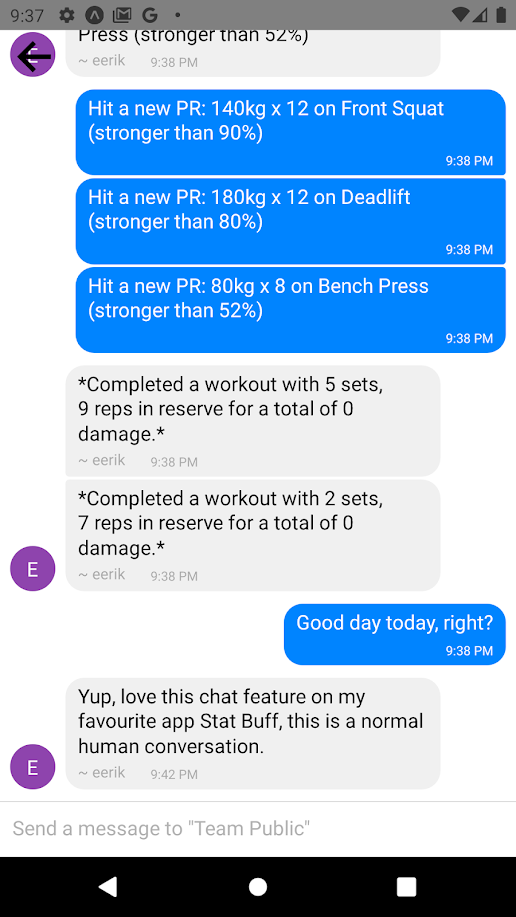 9:37
Press (stronger than 52%)
~ eerik 9:38 PM
Hit a new PR: 140kg x 12 on Front Squat
(stronger than 90%)
9:38 PM
Hit a new PR: 180kg x 12 on Deadlift
(stronger than 80%)
9:38 PM
Hit a new PR: 80kg x 8 on Bench Press
(stronger than 52%)
9:38 PM
*Completed a workout with 5 sets,
9 reps in reserve for a total of 0
damage.*
~ eerik 9:38 PM
*Completed a workout with 2 sets,
7 reps in reserve for a total of 0
damage.*
E
~ eerik 9:38 PM
Good day today, right?
9:38 PM
Yup, love this chat feature on my
favourite app Stat Buff, this is a normal
human conversation.
E
~ eerik 9:42 PM
Send a message to "Team Public"